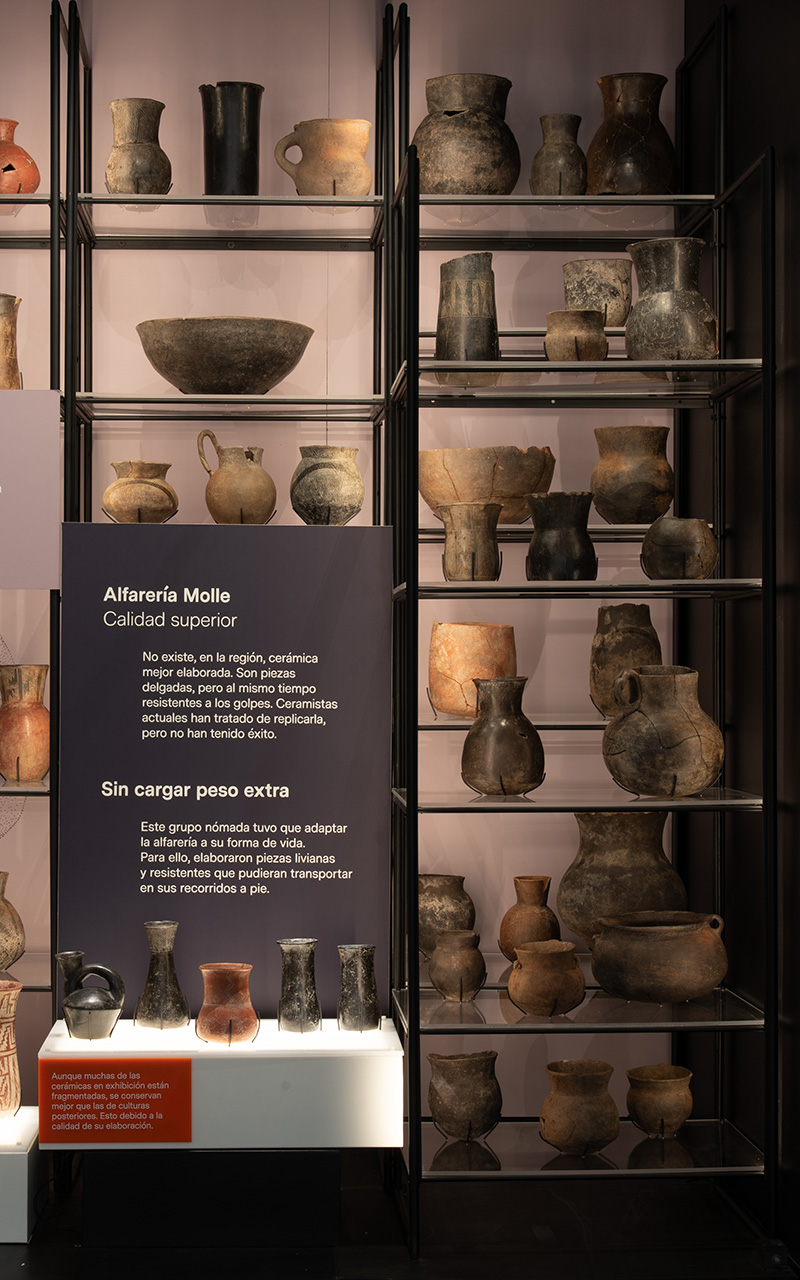 Alfarería Molle
Calidad superior
No existe, en la región, cerámica
mejor elaborada. Son piezas
delgadas, pero al mismo tiempo
resistentes a los golpes. Ceramistas
actuales han tratado de replicarla,
pero no han tenido éxito.
Sin cargar peso extra
Este grupo nómada tuvo que adaptar
la alfarería a su forma de vida.
Para ello, elaboraron piezas livianas
y resistentes que pudieran transportar
en sus recorridos a pie.
Aunque muchas de las
cerámicas en exhibición están
fragmentadas, se conservan
mejor que las de culturas
posteriores. Esto debido a la
calidad de su elaboración.